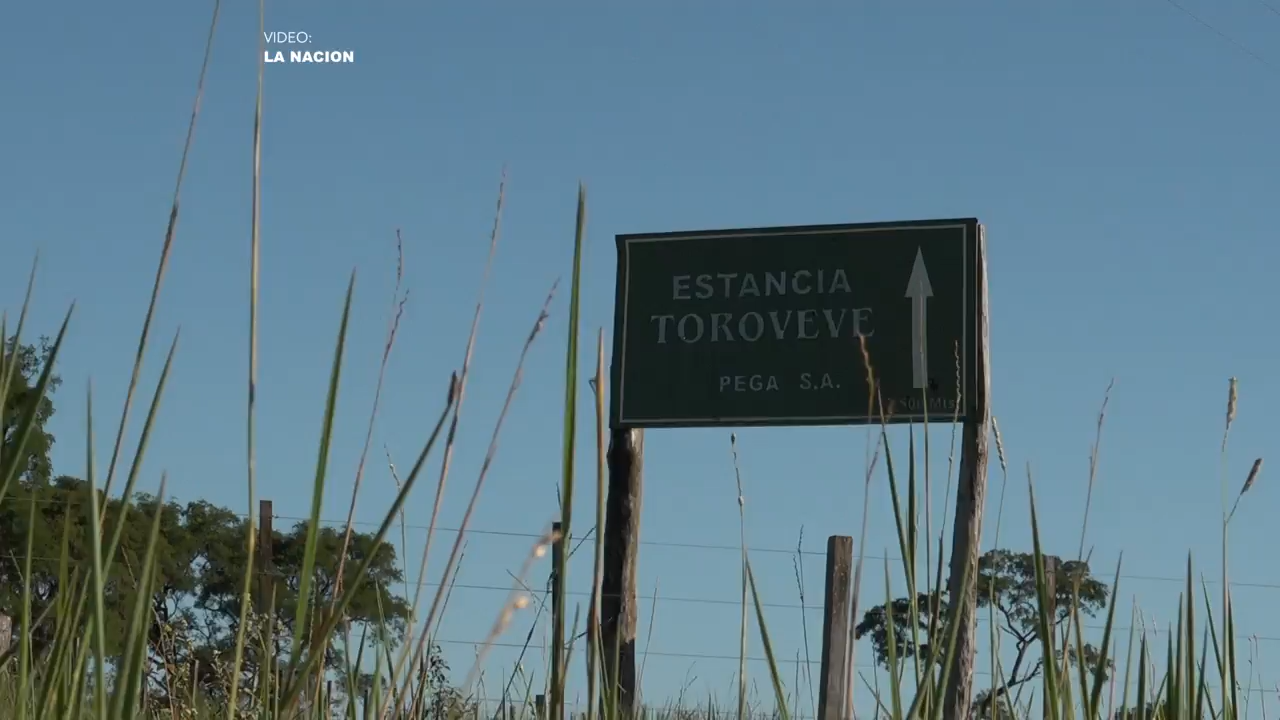 VIDEO:
LA NACION
ESTANCIA
TOROVEVE
PEGA S.A.